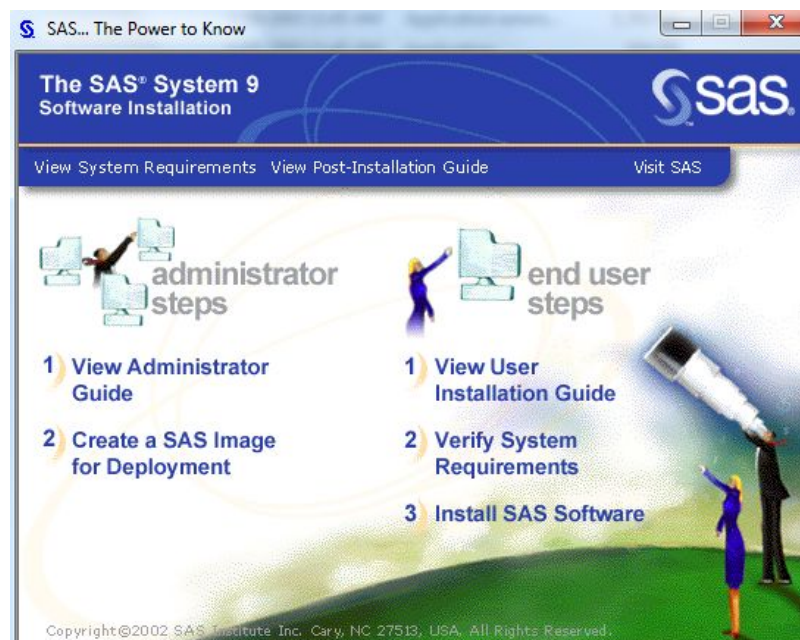 SAS... The Power to Know
The SAS® System 9
Software Installation
sas®
View System Requirements View Post-Installation Guide Visit SAS
administrator
steps
1 View Administrator
Guide
2 Create a SAS Image
for Deployment
end user
steps
1 View User
Installation Guide
2 Verify System
Requirements
3 Install SAS Software
Copyright©2002 SAS Institute Inc. Cary, NC 27513, USA. All Rights Reserved.